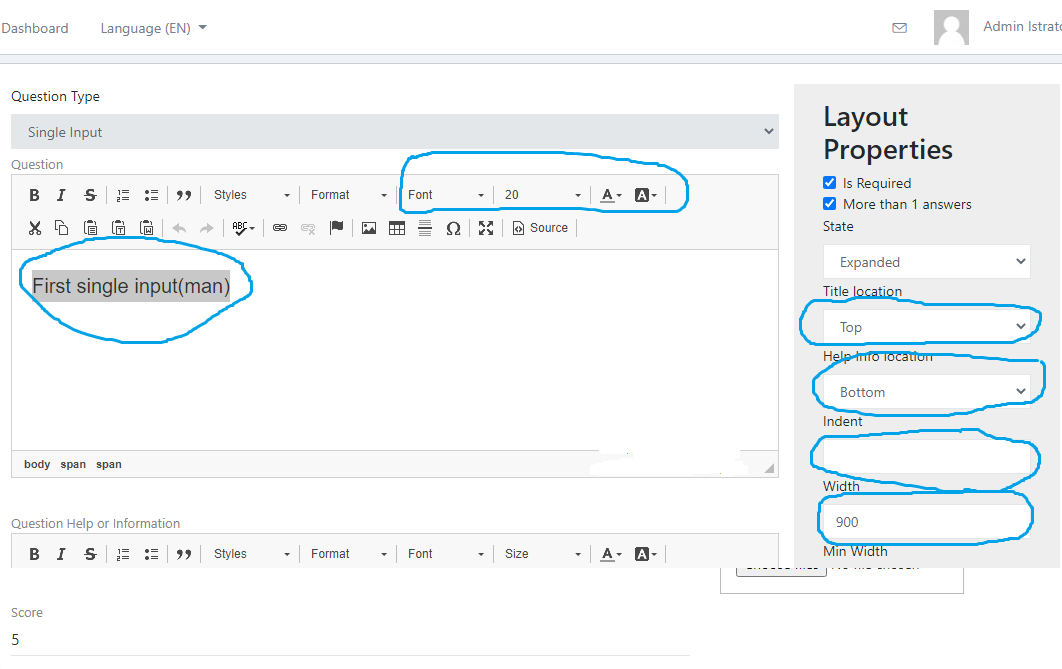 Dashboard Language (EN) Admin Istrato
Question Type
Single Input
Question
B I S Styles Format Font 20 A A
ABC Ω Source
First single input(man)
body span span
Question Help or Information
B I S Styles Format Font Size A A
Score
5
Layout
Properties
Is Required
More than 1 answers
State
Expanded
Title location
Top
Help Info location
Bottom
Indent
Width
900
Min Width